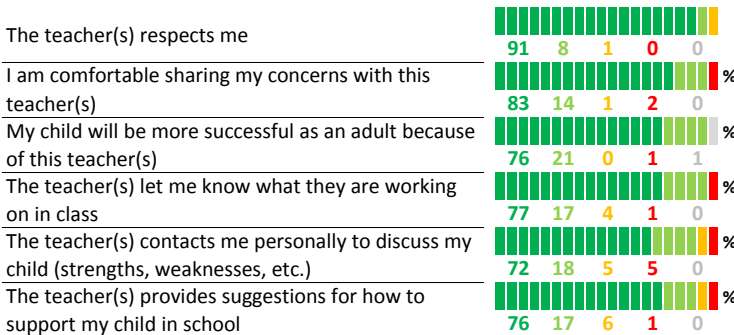 The teacher(s) respects me
91 8 1 0 0
I am comfortable sharing my concerns with this %
teacher(s)
83 14 1 2 0
My child will be more successful as an adult because %
of this teacher(s)
76 21 0 1 1
The teacher(s) let me know what they are working %
on in class
77 17 4 1 0
The teacher(s) contacts me personally to discuss my %
child (strengths, weaknesses, etc.)
72 18 5 5 0
The teacher(s) provides suggestions for how to %
support my child in school
76 17 6 1 0